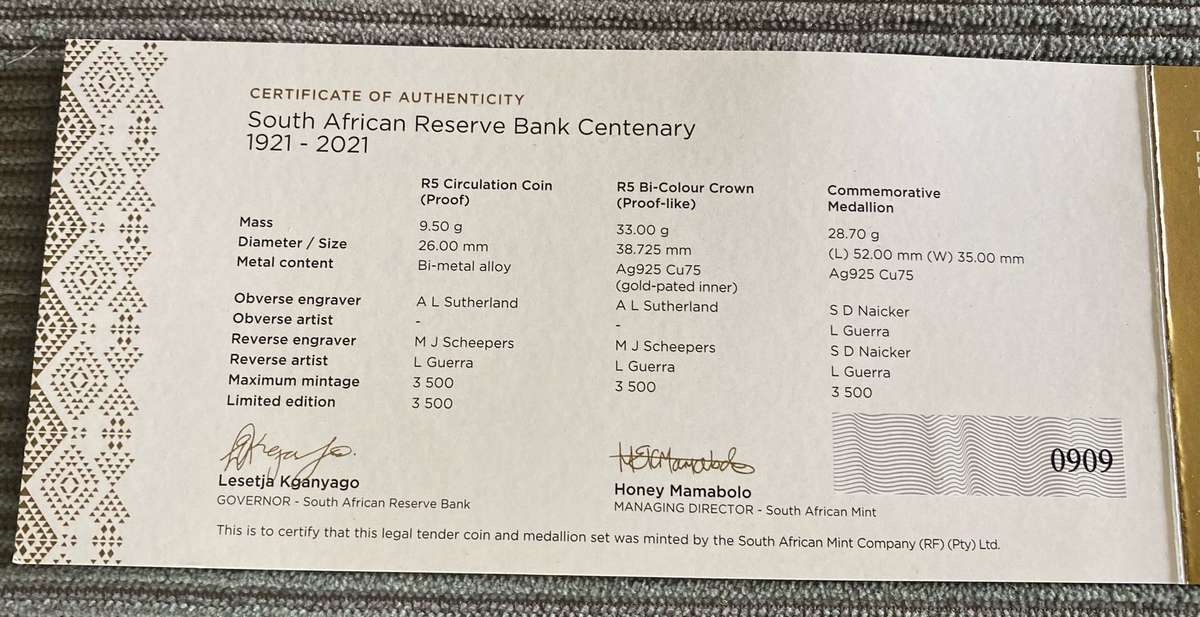 CERTIFICATE OF AUTHENTICITY
South African Reserve Bank Centenary
1921 - 2021
R5 Circulation Coin (Proof) R5 Bi-Colour Crown (Proof-like) Commemorative Medallion
Mass 9.50 g 33.00 g 28.70 g
Diameter / Size 26.00 mm 38.725 mm (L) 52.00 mm (W) 35.00 mm
Metal content Bi-metal alloy Ag925 Cu75 (gold-pated inner) Ag925 Cu75
Obverse engraver A L Sutherland A L Sutherland S D Naicker
Obverse artist - - L Guerra
Reverse engraver M J Scheepers M J Scheepers S D Naicker
Reverse artist L Guerra L Guerra L Guerra
Maximum mintage 3 500 3 500 3 500
Limited edition 3 500
0909
Lesetja Kganyago
GOVERNOR - South African Reserve Bank
Honey Mamabolo
MANAGING DIRECTOR - South African Mint
This is to certify that this legal tender coin and medallion set was minted by the South African Mint Company (RF) (Pty) Ltd.